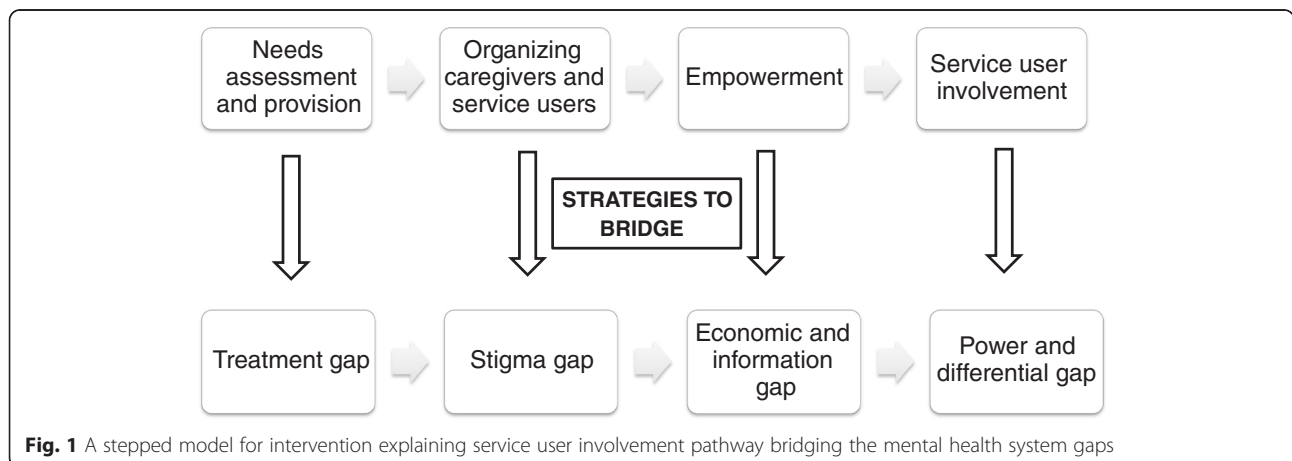 Needs
assessment
and provision
Organizing
caregivers and
service users
Empowerment
Service user
involvement
STRATEGIES TO
BRIDGE
Treatment gap
Stigma gap
Economic and
information
gap
Power and
differential gap
Fig. 1 A stepped model for intervention explaining service user involvement pathway bridging the mental health system gaps